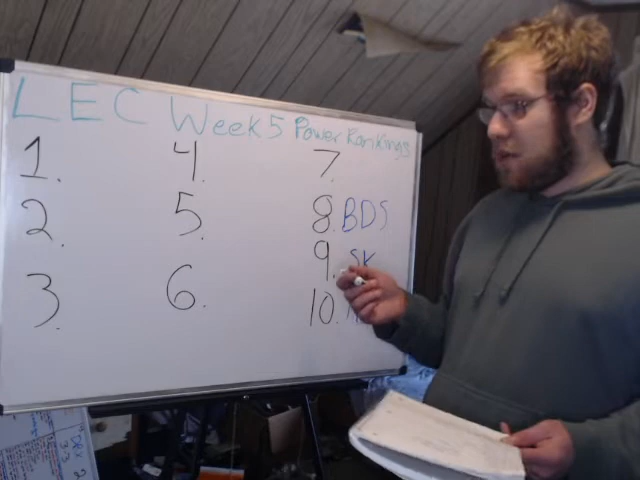 LEC Week 5 Power Rankings
1. 4. 7.
2. 5. 8. BDS
3. 6. 9. SK
10.